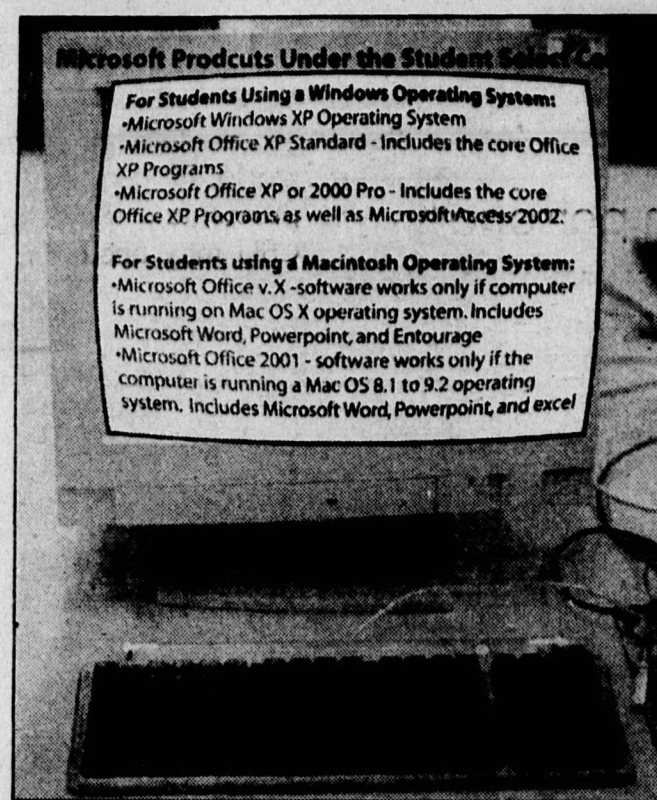 Microsoft Prodcuts Under the Student Select
For Students Using a Windows Operating System:
•Microsoft Windows XP Operating System
•Microsoft Office XP Standard - Includes the core Office
XP Programs
•Microsoft Office XP or 2000 Pro - Includes the core
Office XP Programs, as well as Microsoft Access 2002.
For Students using a Macintosh Operating System:
•Microsoft Office v. X -software works only if computer
is running on Mac OS X operating system. Includes
Microsoft Word, Powerpoint, and Entourage
•Microsoft Office 2001 - software works only if the
computer is running a Mac OS 8.1 to 9.2 operating
system. Includes Microsoft Word, Powerpoint, and excel